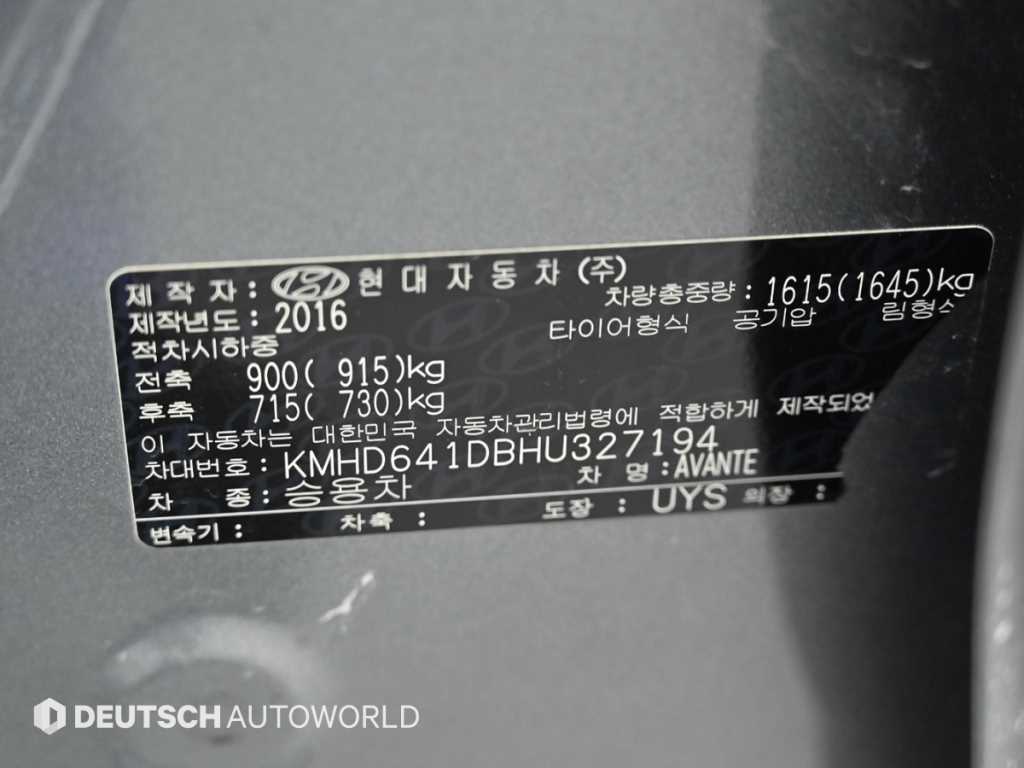 제 작 자 : 현 대 자 동 차 (주)
차량총중량 : 1615(1645)kg
제작년도 : 2016
타이어형식 공기압 림형식
적차시하중
전축 900( 915)kg
후축 715( 730)kg
이 자동차는 대한민국 자동차관리법령에 적합하게 제작되었
차대번호 : KMHD641DBHU327194
차 종 : 승용차 차 명 : AVANTE
변속기 : 차축 : 도장 : UYS 의장 :
DEUTSCH AUTOWORLD